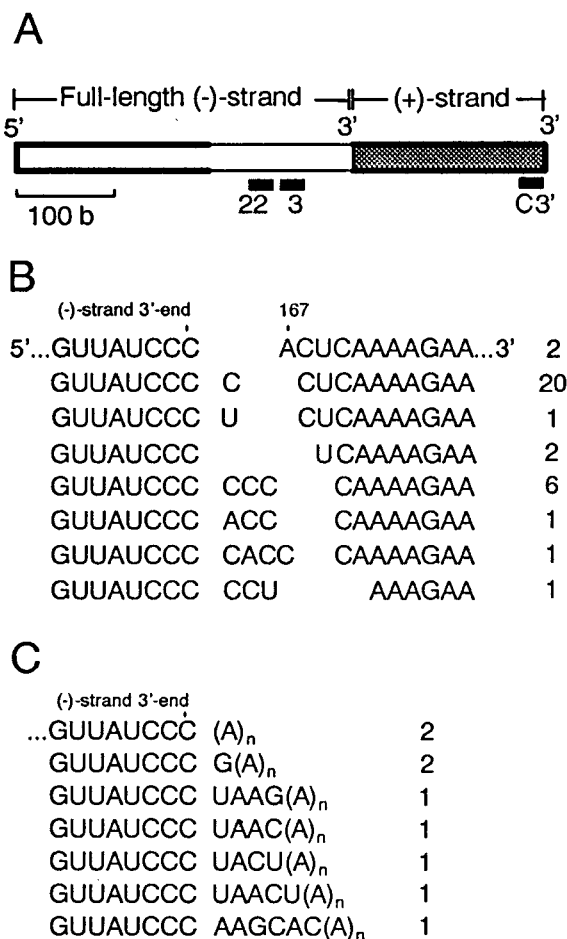 A
Full-length (-)-strand (+)-strand
5' 3' 3'
100 b 22 3 C3'
B
(-)-strand 3'-end 167
5'...GUUAUCCC ACUCAAAAGAA...3' 2
GUUAUCCC C CUCAAAAGAA 20
GUUAUCCC U CUCAAAAGAA 1
GUUAUCCC UCAAAAGAA 2
GUUAUCCC CCC CAAAAGAA 6
GUUAUCCC ACC CAAAAGAA 1
GUUAUCCC CACC CAAAAGAA 1
GUUAUCCC CCU AAAGAA 1
C
(-)-strand 3'-end
...GUUAUCCC (A)n 2
GUUAUCCC G(A)n 2
GUUAUCCC UAAG(A)n 1
GUUAUCCC UAAC(A)n 1
GUUAUCCC UACU(A)n 1
GUUAUCCC UAACU(A)n 1
GUUAUCCC AAGCAC(A)n 1